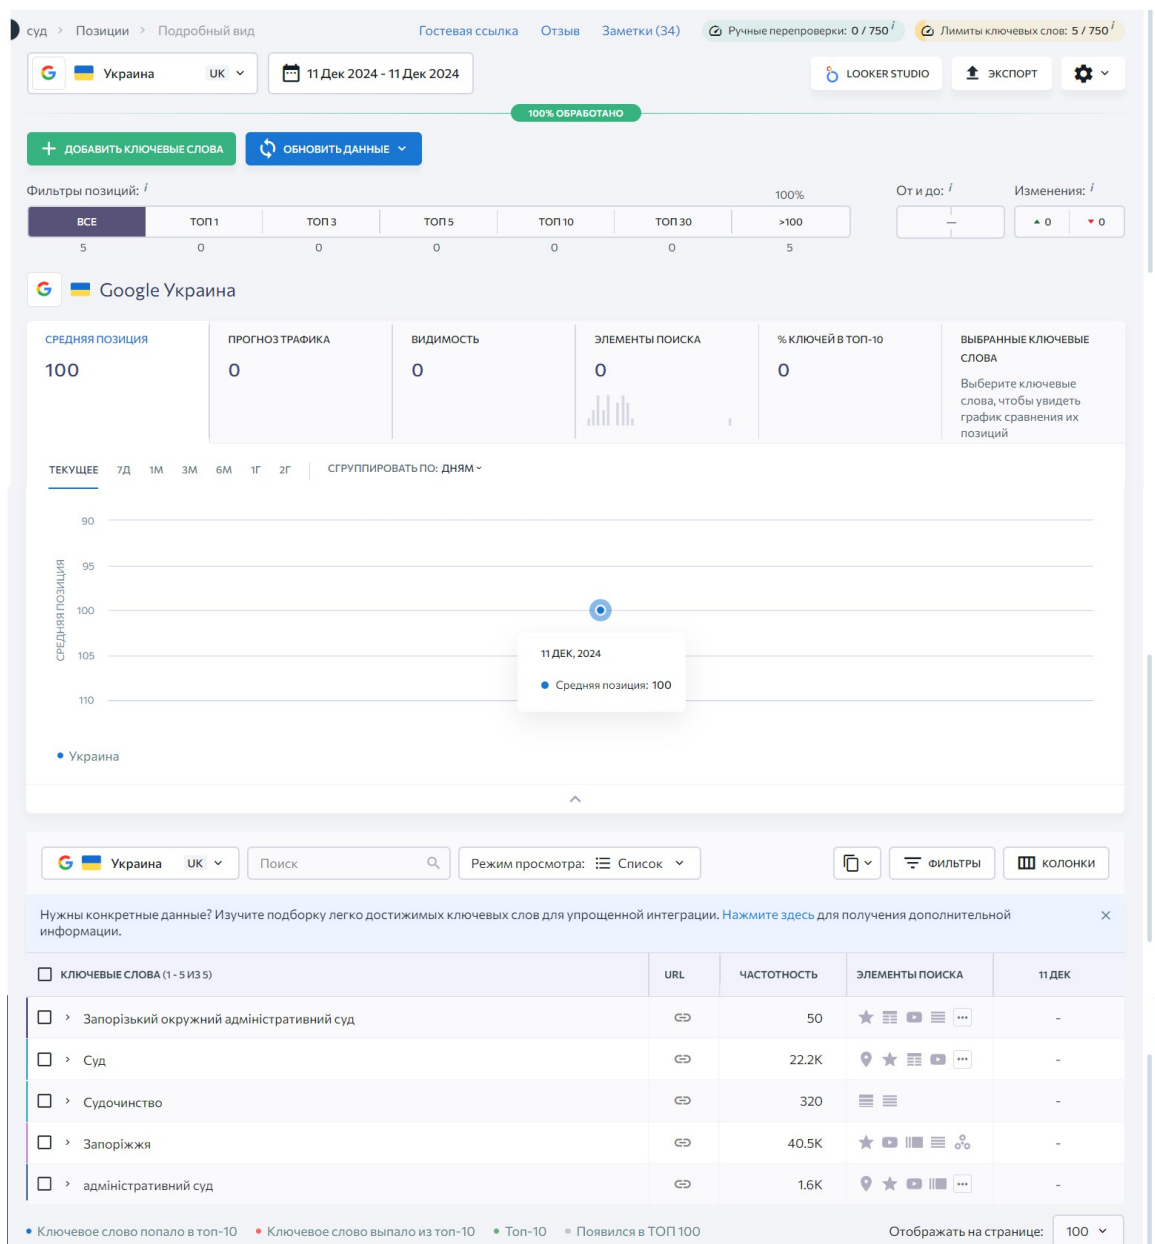 суд > Позиции > Подробный вид
Гостевая ссылка Отзыв Заметки (34) Ручные перепроверки: 0 / 750 i Лимиты ключевых слов: 5 / 750 i
Украина UK 11 Дек 2024 - 11 Дек 2024 LOOKER STUDIO ЭКСПОРТ
100% ОБРАБОТАНО
ДОБАВИТЬ КЛЮЧЕВЫЕ СЛОВА ОБНОВИТЬ ДАННЫЕ
Фильтры позиций: i 100% От и до: i Изменения: i
ВСЕ ТОП 1 ТОП 3 ТОП 5 ТОП 10 ТОП 30 >100 — 0 0
5 0 0 0 0 0 5
Google Украина
СРЕДНЯЯ ПОЗИЦИЯ ПРОГНОЗ ТРАФИКА ВИДИМОСТЬ ЭЛЕМЕНТЫ ПОИСКА % КЛЮЧЕЙ В ТОП-10 ВЫБРАННЫЕ КЛЮЧЕВЫЕ
СЛОВА
100 0 0 0 0
Выберите ключевые
слова, чтобы увидеть
график сравнения их
позиций
ТЕКУЩЕЕ 7Д 1М 3М 6М 1Г 2Г СГРУППИРОВАТЬ ПО: ДНЯМ
СРЕДНЯЯ ПОЗИЦИЯ
90
95
100
105
110
11 ДЕК, 2024
Средняя позиция: 100
Украина
Украина UK Поиск Режим просмотра: Список ФИЛЬТРЫ КОЛОНКИ
Нужны конкретные данные? Изучите подборку легко достижимых ключевых слов для упрощенной интеграции. Нажмите здесь для получения дополнительной
информации.
КЛЮЧЕВЫЕ СЛОВА (1 - 5 ИЗ 5) URL ЧАСТОТНОСТЬ ЭЛЕМЕНТЫ ПОИСКА 11 ДЕК
Запорізький окружний адміністративний суд 50 -
Суд 22.2K -
Судочинство 320 -
Запоріжжя 40.5K -
адміністративний суд 1.6K -
Ключевое слово попало в топ-10 Ключевое слово выпало из топ-10 Топ-10 Появился в ТОП 100 Отображать на странице: 100